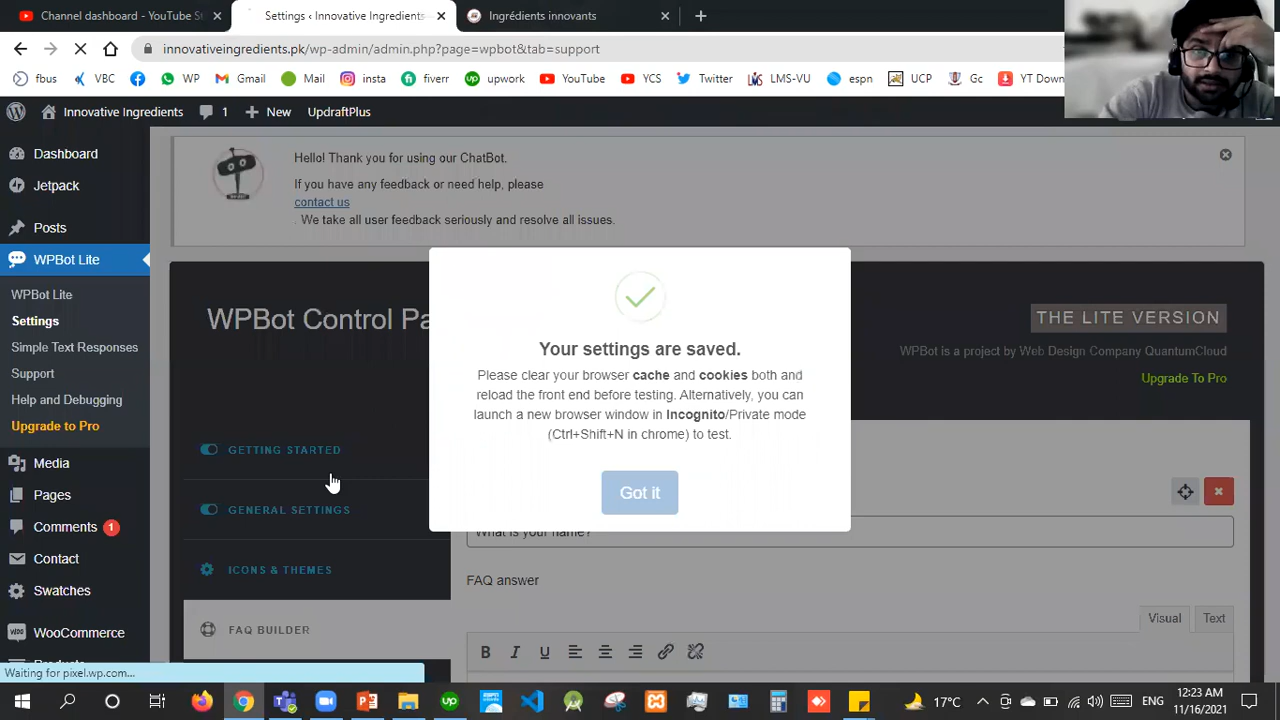 Channel dashboard - YouTube S
Settings ‹ Innovative Ingredients
Ingrédients innovants
innovativeingredients.pk/wp-admin/admin.php?page=wpbot&tab=support
fbus VBC WP Gmail Mail insta fiverr upwork YouTube YCS Twitter LMS-VU espn UCP Gc YT Down
Innovative Ingredients 1 New UpdraftPlus
Dashboard
Jetpack
Posts
WPBot Lite
WPBot Lite
Settings
Simple Text Responses
Support
Help and Debugging
Upgrade to Pro
Media
Pages
Comments 1
Contact
Swatches
WooCommerce
Hello! Thank you for using our ChatBot.
If you have any feedback or need help, please
contact us
. We take all user feedback seriously and resolve all issues.
WPBot Control Pa
THE LITE VERSION
WPBot is a project by Web Design Company QuantumCloud
Upgrade To Pro
GETTING STARTED
GENERAL SETTINGS
ICONS & THEMES
FAQ BUILDER
Your settings are saved.
Please clear your browser cache and cookies both and
reload the front end before testing. Alternatively, you can
launch a new browser window in Incognito/Private mode
(Ctrl+Shift+N in chrome) to test.
Got it
What is your name?
FAQ answer
Visual Text
B I U
Waiting for pixel.wp.com...
17°C ENG 12:23 AM
11/16/2021